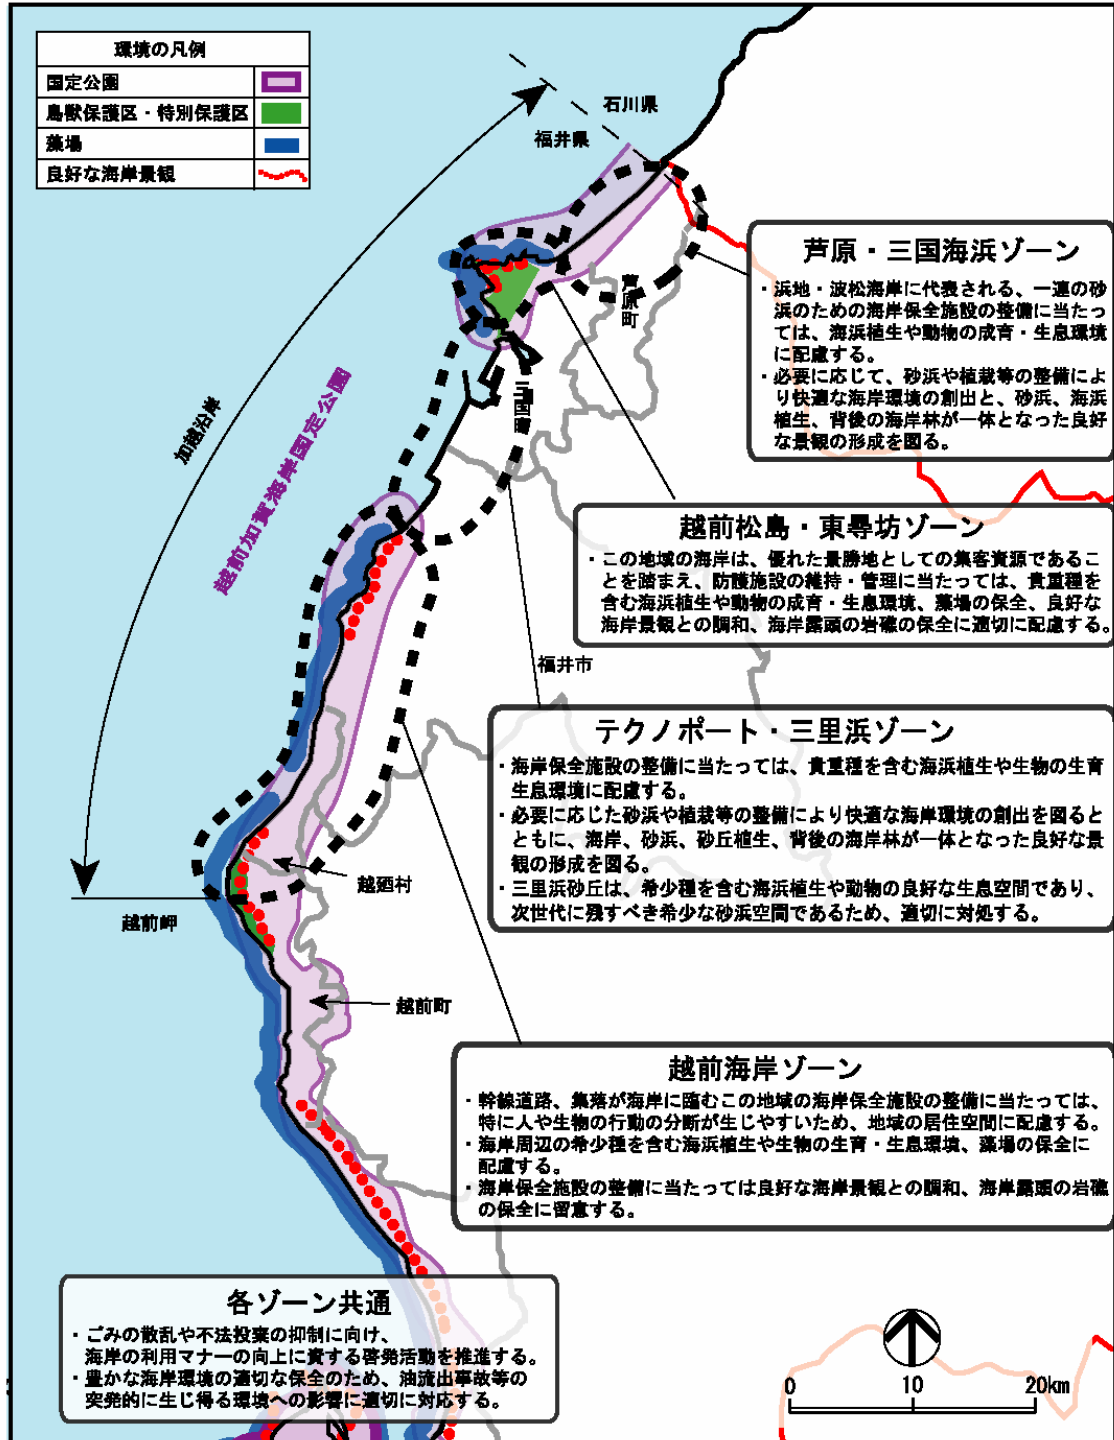 環境の凡例
国定公園
鳥獣保護区・特別保護区
藻場
良好な海岸景観
石川県
福井県
加越沿岸
越前加賀海岸国定公園
芦原町
三国町
福井市
越廼村
越前岬
越前町
芦原・三国海浜ゾーン
・浜地・波松海岸に代表される、一連の砂
浜のための海岸保全施設の整備に当たっ
ては、海浜植生や動物の成育・生息環境
に配慮する。
・必要に応じて、砂浜や植栽等の整備によ
り快適な海岸環境の創出と、砂浜、海浜
植生、背後の海岸林が一体となった良好
な景観の形成を図る。
越前松島・東尋坊ゾーン
・この地域の海岸は、優れた景勝地としての集客資源であるこ
とを踏まえ、防護施設の維持・管理に当たっては、貴重種を
含む海浜植生や動物の成育・生息環境、藻場の保全、良好な
海岸景観との調和、海岸露頭の岩礁の保全に適切に配慮する。
テクノポート・三里浜ゾーン
・海岸保全施設の整備に当たっては、貴重種を含む海浜植生や生物の生育
生息環境に配慮する。
・必要に応じた砂浜や植栽等の整備により快適な海岸環境の創出を図ると
ともに、海岸、砂浜、砂丘植生、背後の海岸林が一体となった良好な景
観の形成を図る。
・三里浜砂丘は、希少種を含む海浜植生や動物の良好な生息空間であり、
次世代に残すべき希少な砂浜空間であるため、適切に対処する。
越前海岸ゾーン
・幹線道路、集落が海岸に臨むこの地域の海岸保全施設の整備に当たっては、
特に人や生物の行動の分断が生じやすいため、地域の居住空間に配慮する。
・海岸周辺の希少種を含む海浜植生や生物の生育・生息環境、藻場の保全に
配慮する。
・海岸保全施設の整備に当たっては良好な海岸景観との調和、海岸露頭の岩礁
の保全に留意する。
各ゾーン共通
・ごみの散乱や不法投棄の抑制に向け、
海岸の利用マナーの向上に資する啓発活動を推進する。
・豊かな海岸環境の適切な保全のため、油流出事故等の
突発的に生じ得る環境への影響に適切に対応する。
0 10 20km